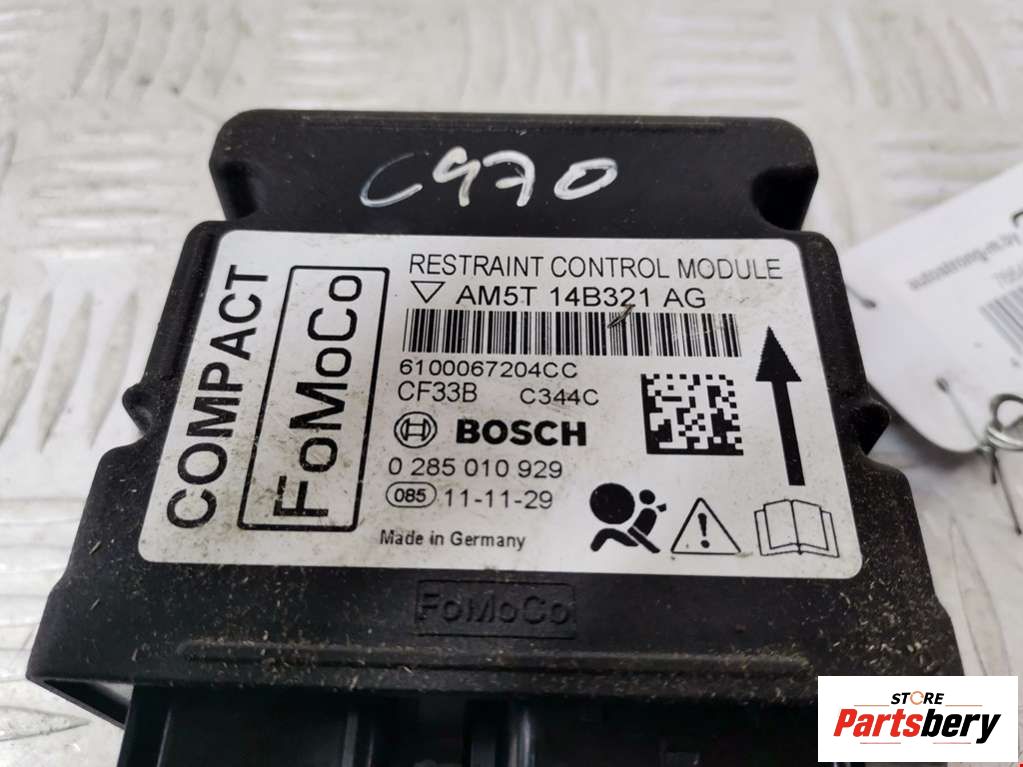 C970
COMPACT
FoMoCo
RESTRAINT CONTROL MODULE
AM5T 14B321 AG
6100067204CC
CF33B C344C
BOSCH
0 285 010 929
085 11-11-29
Made in Germany
FoMoCo
STORE
Partsbery